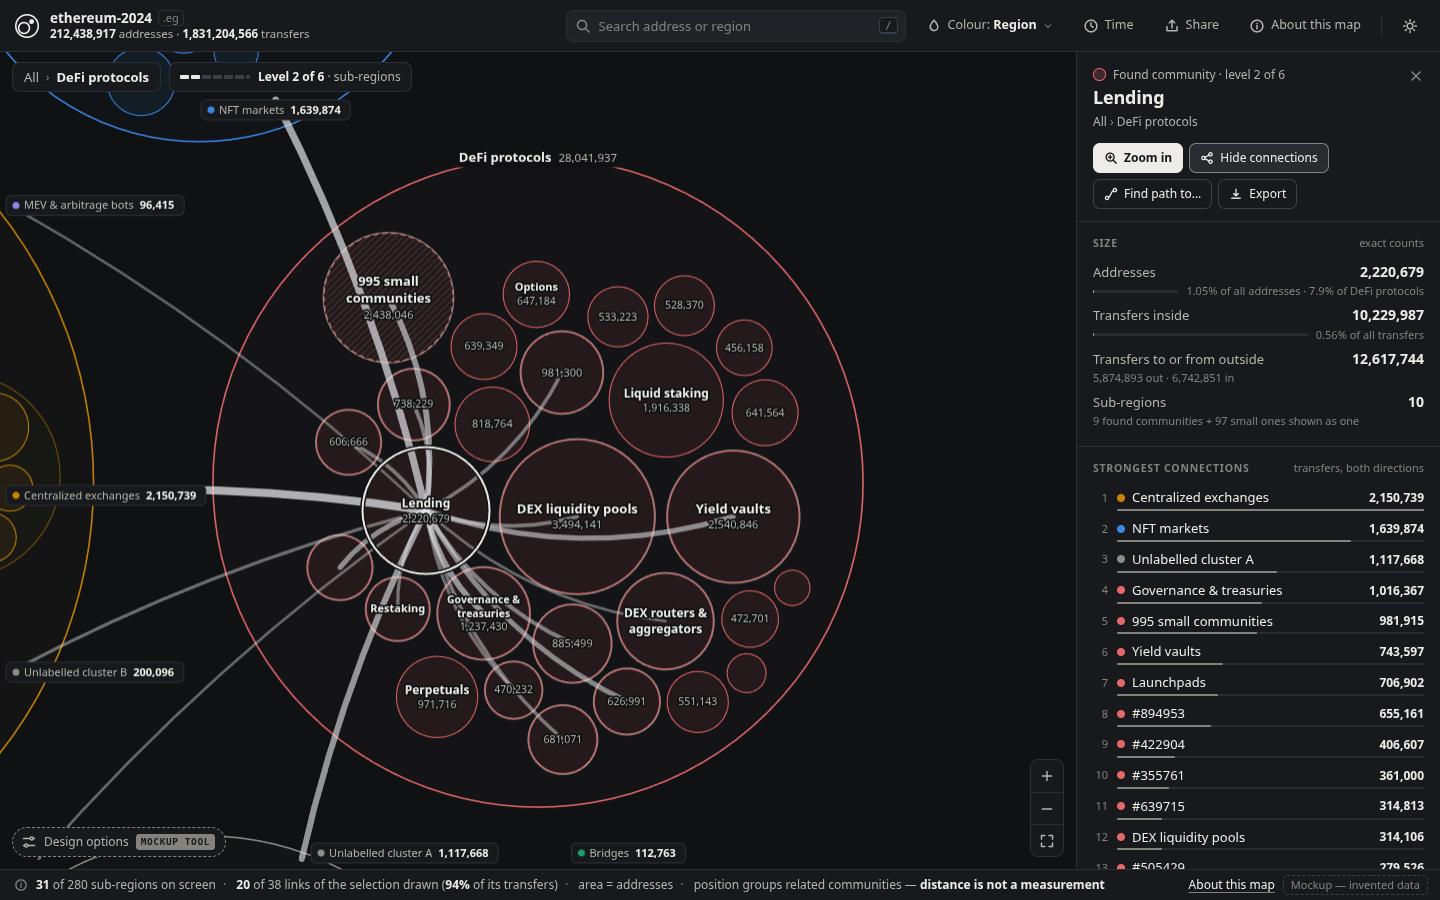 ethereum-2024 .eg
212,438,917 addresses · 1,831,204,566 transfers
Search address or region /
Colour: Region
Time
Share
About this map
All › DeFi protocols
Level 2 of 6 · sub-regions
NFT markets 1,639,874
DeFi protocols 28,041,937
MEV & arbitrage bots 96,415
995 small
communities
2,438,046
Options
647,184
533,223
528,370
639,349
456,158
981,300
738,229
Liquid staking
1,916,338
641,564
818,764
606,666
Centralized exchanges 2,150,739
Lending
2,220,679
DEX liquidity pools
3,494,141
Yield vaults
2,540,846
Restaking
Governance &
treasuries
1,237,430
DEX routers &
aggregators
472,701
885,499
Unlabelled cluster B 200,096
Perpetuals
971,716
470,232
626,991
551,143
681,071
Design options MOCKUP TOOL
Unlabelled cluster A 1,117,668
Bridges 112,763
Found community · level 2 of 6
Lending
All › DeFi protocols
Zoom in
Hide connections
Find path to...
Export
SIZE exact counts
Addresses 2,220,679
1.05% of all addresses · 7.9% of DeFi protocols
Transfers inside 10,229,987
0.56% of all transfers
Transfers to or from outside 12,617,744
5,874,893 out · 6,742,851 in
Sub-regions 10
9 found communities + 97 small ones shown as one
STRONGEST CONNECTIONS transfers, both directions
1 Centralized exchanges 2,150,739
2 NFT markets 1,639,874
3 Unlabelled cluster A 1,117,668
4 Governance & treasuries 1,016,367
5 995 small communities 981,915
6 Yield vaults 743,597
7 Launchpads 706,902
8 #894953 655,161
9 #422904 406,607
10 #355761 361,000
11 #639715 314,813
12 DEX liquidity pools 314,106
13 #505429 279,526
31 of 280 sub-regions on screen · 20 of 38 links of the selection drawn (94% of its transfers) · area = addresses · position groups related communities — distance is not a measurement
About this map
Mockup — invented data